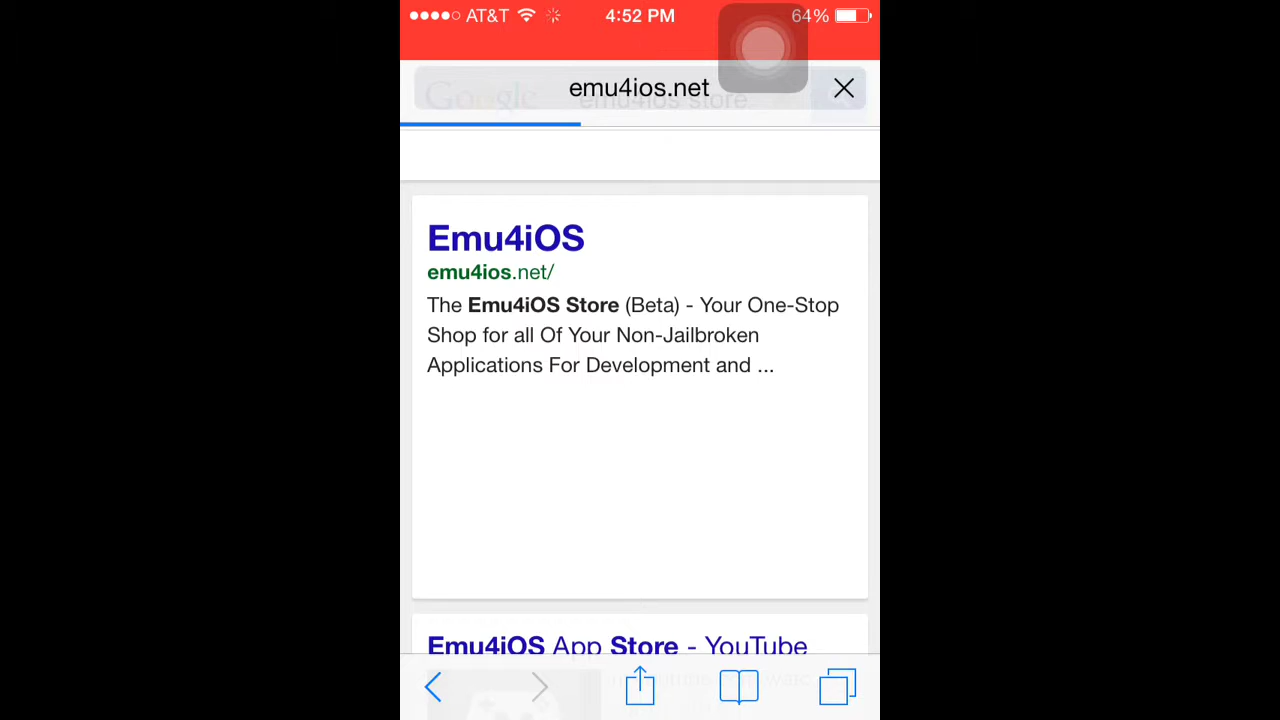 AT&T 4:52 PM 64%
emu4ios.net
Google emu4ios store
Emu4iOS
emu4ios.net/
The Emu4iOS Store (Beta) - Your One-Stop
Shop for all Of Your Non-Jailbroken
Applications For Development and ...
Emu4iOS App Store - YouTube